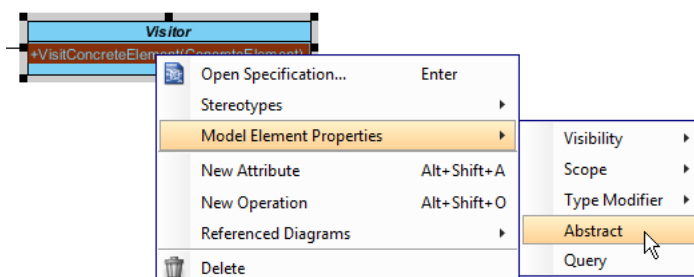 Visitor
+VisitConcreteElement(ConcreteElement)
Open Specification... Enter
Stereotypes
Model Element Properties
New Attribute Alt+Shift+A
New Operation Alt+Shift+O
Referenced Diagrams
Delete
Visibility
Scope
Type Modifier
Abstract
Query